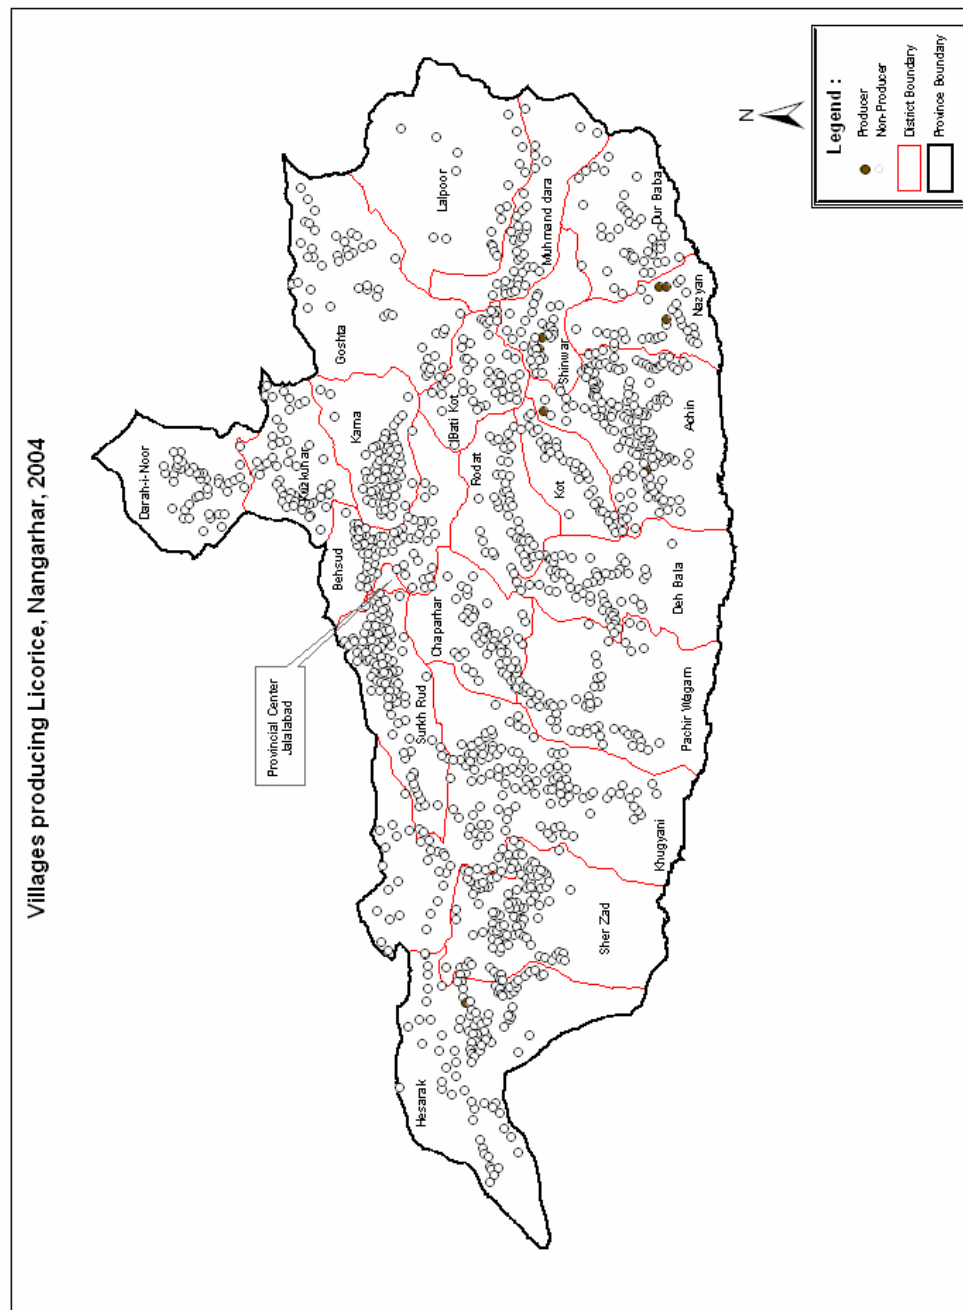 Villages producing Licorice, Nangarhar, 2004
Darah-i-Noor
Kuzkunar
Goshta
Kama
Behsud
Lalpoor
Provincial Center
Jalalabad
Surkh Rud
Chaparhar
Rodat
Bati Kot
Muhmand dara
Shinwar
Kot
Dur Baba
Nazyan
Achin
Deh Bala
Pachir Wagam
Khugyani
Sher Zad
Hesarak
N
Legend :
Producer
Non-Producer
District Boundary
Province Boundary